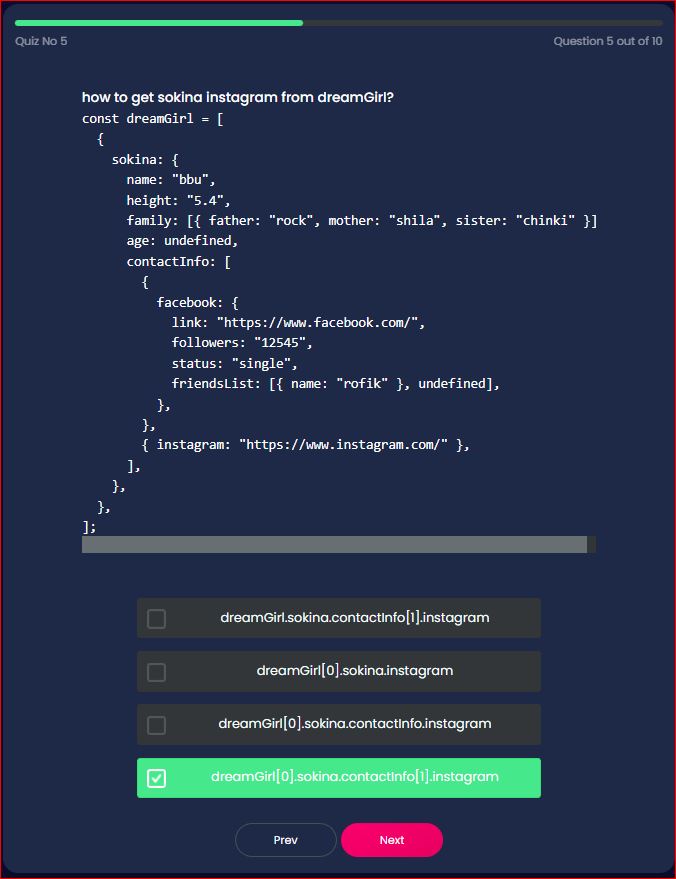 Quiz No 5
Question 5 out of 10
how to get sokina instagram from dreamGirl?
const dreamGirl = [
  {
    sokina: {
      name: "bbu",
      height: "5.4",
      family: [{ father: "rock", mother: "shila", sister: "chinki" }]
      age: undefined,
      contactInfo: [
        {
          facebook: {
            link: "https://www.facebook.com/",
            followers: "12545",
            status: "single",
            friendsList: [{ name: "rofik" }, undefined],
          },
        },
        { instagram: "https://www.instagram.com/" },
      ],
    },
  },
];
dreamGirl.sokina.contactInfo[1].instagram
dreamGirl[0].sokina.instagram
dreamGirl[0].sokina.contactInfo.instagram
dreamGirl[0].sokina.contactInfo[1].instagram
Prev
Next